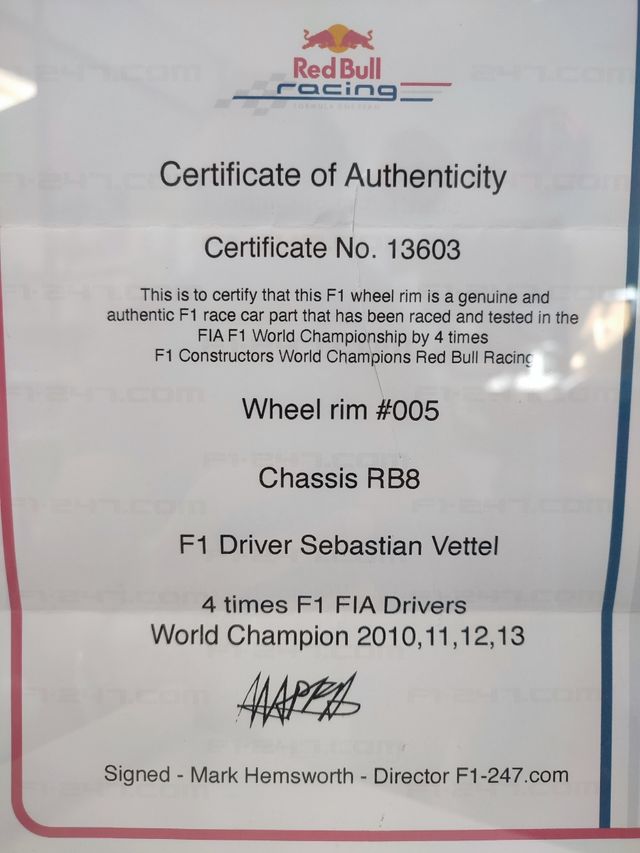 Red Bull
racing
FORMULA ONE TEAM
Certificate of Authenticity
Certificate No. 13603
This is to certify that this F1 wheel rim is a genuine and
authentic F1 race car part that has been raced and tested in the
FIA F1 World Championship by 4 times
F1 Constructors World Champions Red Bull Racing
Wheel rim #005
Chassis RB8
F1 Driver Sebastian Vettel
4 times F1 FIA Drivers
World Champion 2010,11,12,13
Signed - Mark Hemsworth - Director F1-247.com